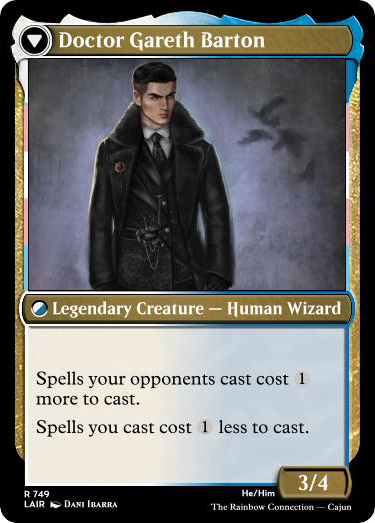 Doctor Gareth Barton
Legendary Creature — Human Wizard
Spells your opponents cast cost 1
more to cast.
Spells you cast cost 1 less to cast.
3/4
R 749
He/Him
LAIR Dani Ibarra
The Rainbow Connection — Cajun